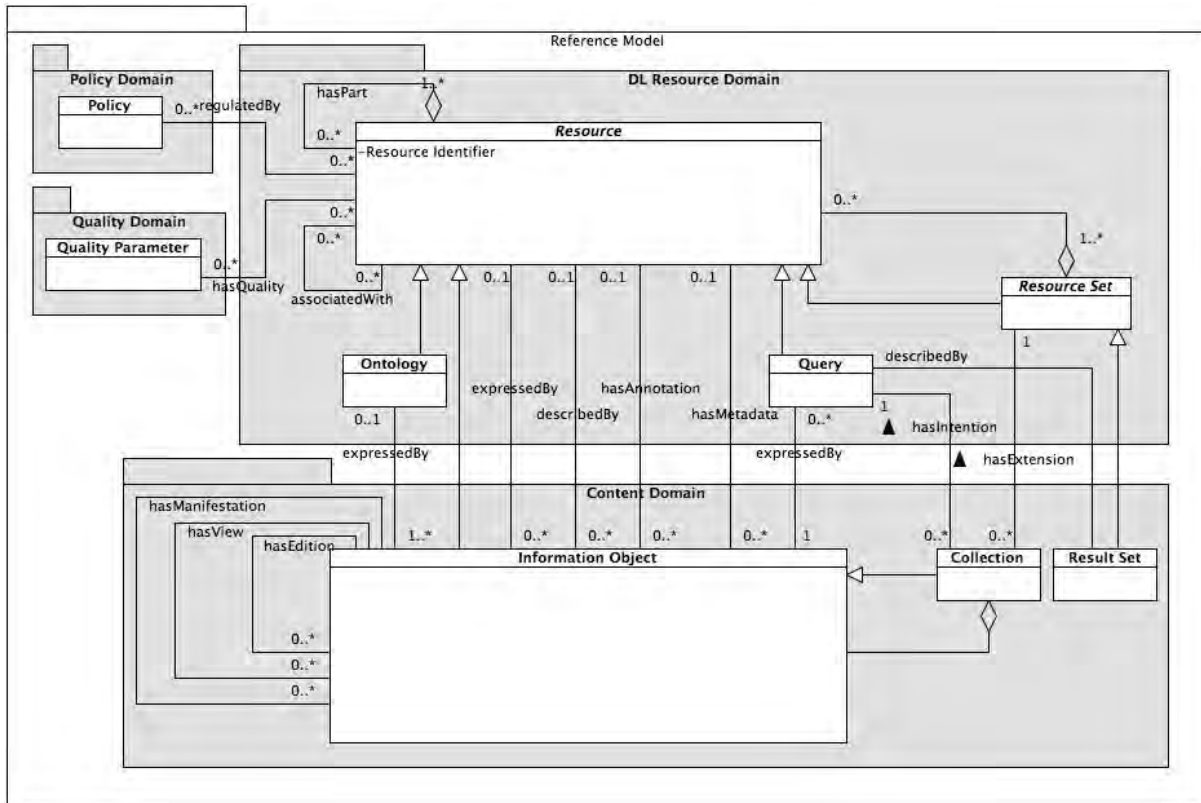 Reference Model
Policy Domain
DL Resource Domain
Policy
0..*
regulatedBy
hasPart
1..*
Resource
0..*
0..*
-Resource Identifier
Quality Domain
Quality Parameter
0..*
hasQuality
0..*
0..*
0..*
associatedWith
0..1
0..1
0..1
0..1
0..*
1..*
Resource Set
1
Ontology
Query
describedBy
0..1
expressedBy
expressedBy
describedBy
hasAnnotation
hasMetadata
0..*
expressedBy
1
hasIntention
hasExtension
Content Domain
hasManifestation
hasView
hasEdition
1..*
0..*
0..*
0..*
0..*
1
0..*
0..*
Information Object
Collection
Result Set
0..*
0..*
0..*